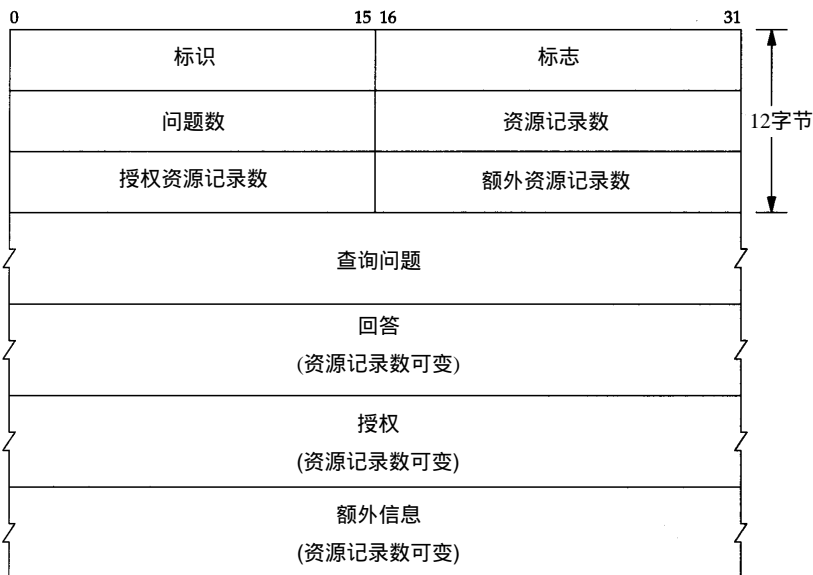 0 15 16 31
标识 标志
问题数 资源记录数
12字节
授权资源记录数 额外资源记录数
查询问题
回答
(资源记录数可变)
授权
(资源记录数可变)
额外信息
(资源记录数可变)